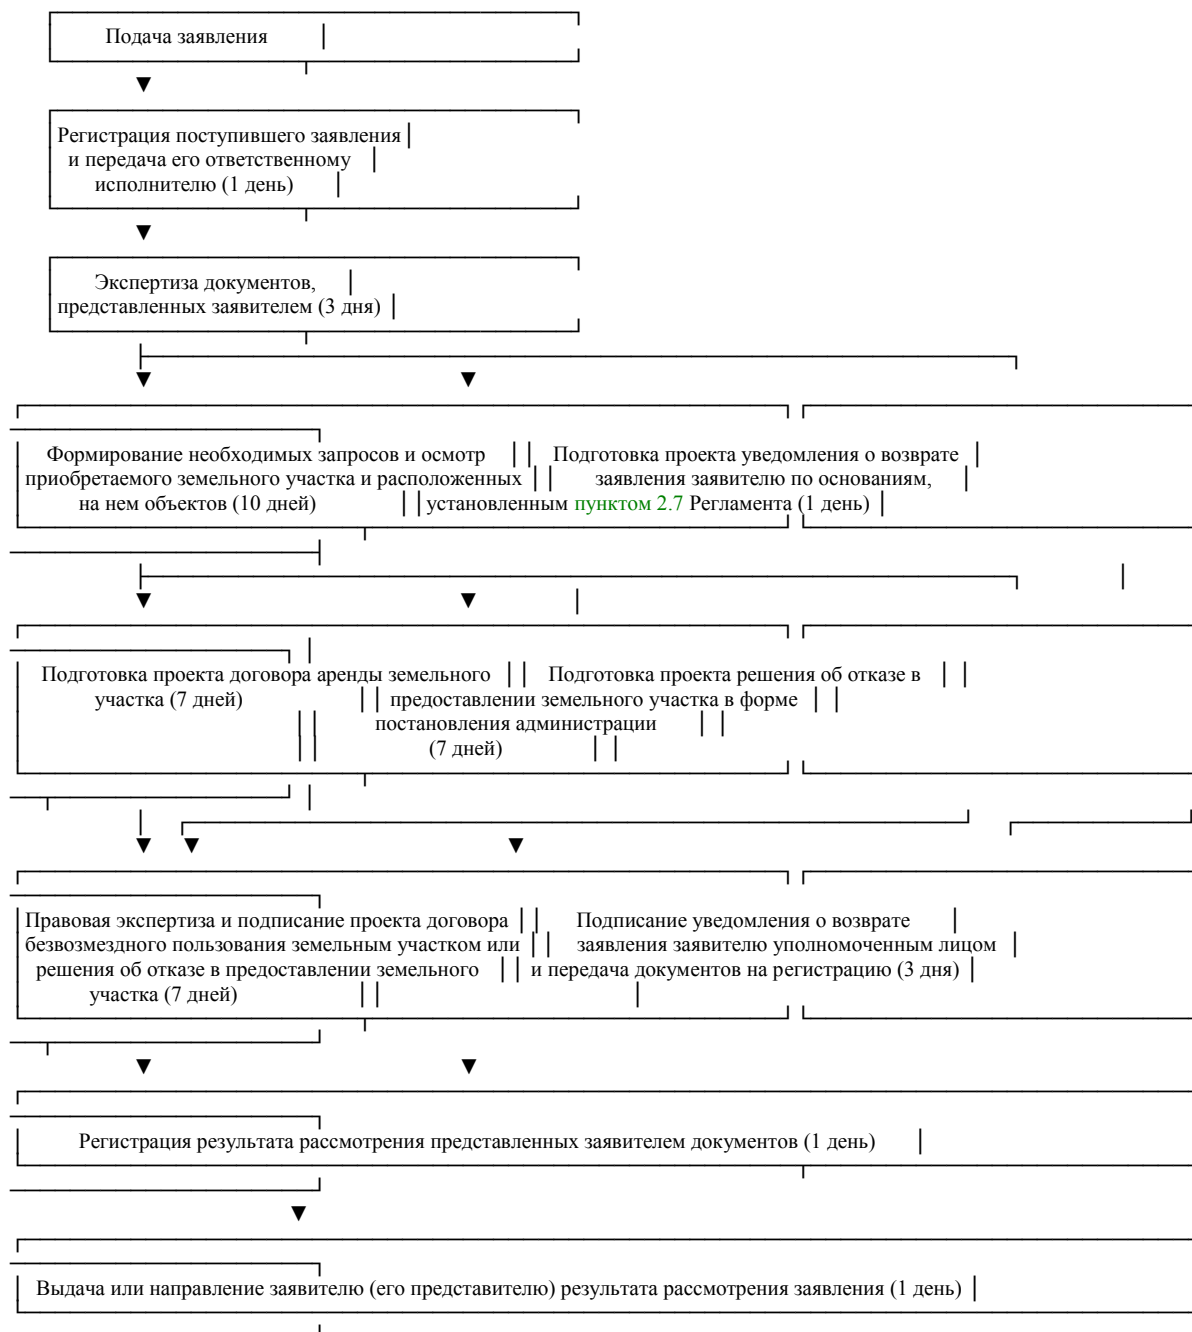 Подача заявления
Регистрация поступившего заявления
и передача его ответственному
исполнителю (1 день)
Экспертиза документов,
представленных заявителем (3 дня)
Формирование необходимых запросов и осмотр
приобретаемого земельного участка и расположенных
на нем объектов (10 дней)
Подготовка проекта уведомления о возврате
заявления заявителю по основаниям,
установленным пунктом 2.7 Регламента (1 день)
Подготовка проекта договора аренды земельного
участка (7 дней)
Подготовка проекта решения об отказе в
предоставлении земельного участка в форме
постановления администрации
(7 дней)
Правовая экспертиза и подписание проекта договора
безвозмездного пользования земельным участком или
решения об отказе в предоставлении земельного
участка (7 дней)
Подписание уведомления о возврате
заявления заявителю уполномоченным лицом
и передача документов на регистрацию (3 дня)
Регистрация результата рассмотрения представленных заявителем документов (1 день)
Выдача или направление заявителю (его представителю) результата рассмотрения заявления (1 день)